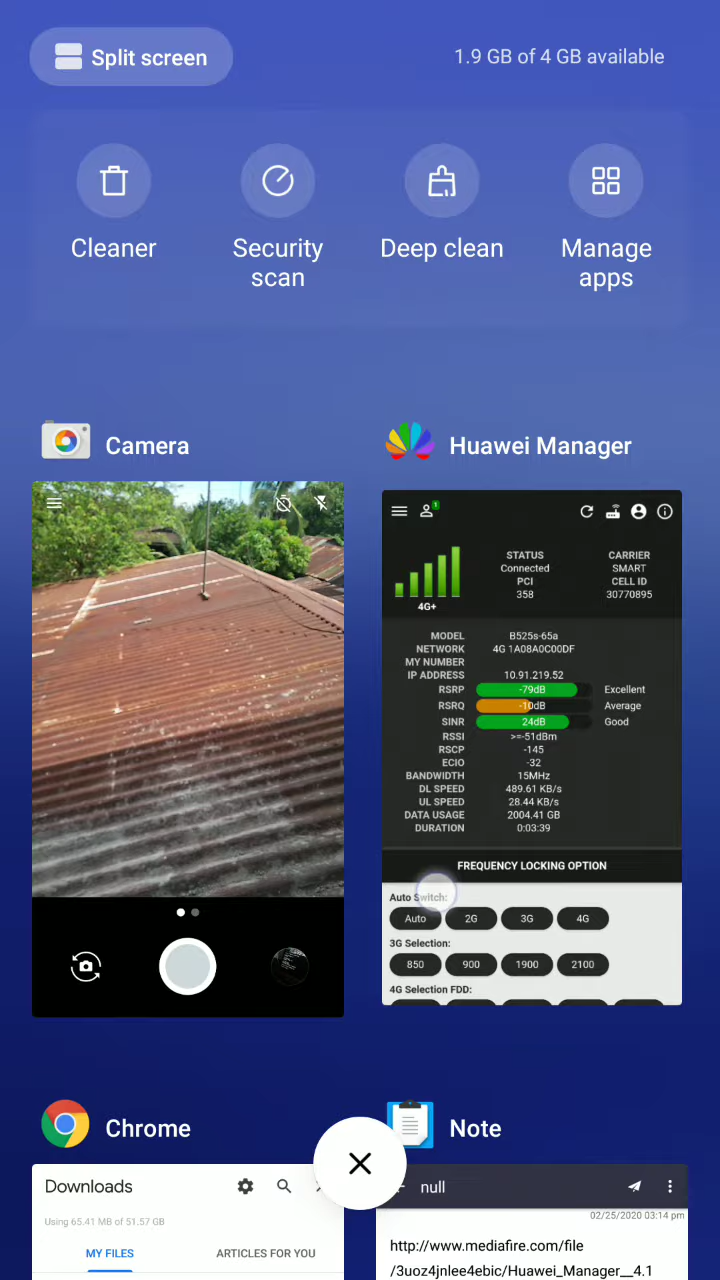 Split screen
1.9 GB of 4 GB available
Cleaner
Security
scan
Deep clean
Manage
apps
Camera
Huawei Manager
1
4G+
STATUS
Connected
PCI
358
CARRIER
SMART
CELL ID
30770895
MODEL B525s-65a
NETWORK 4G 1A08A0C00DF
MY NUMBER
IP ADDRESS 10.91.219.52
RSRP -79dB Excellent
RSRQ -10dB Average
SINR 24dB Good
RSSI >=-51dBm
RSCP -145
ECIO -32
BANDWIDTH 15MHz
DL SPEED 489.61 KB/s
UL SPEED 28.44 KB/s
DATA USAGE 2004.41 GB
DURATION 0:03:39
FREQUENCY LOCKING OPTION
Auto Switch:
Auto 2G 3G 4G
3G Selection:
850 900 1900 2100
4G Selection FDD:
Chrome
Note
Downloads
Using 65.41 MB of 51.57 GB
MY FILES ARTICLES FOR YOU
null
02/25/2020 03:14 pm
http://www.mediafire.com/file
/3uoz4jnlee4ebic/Huawei_Manager__4.1